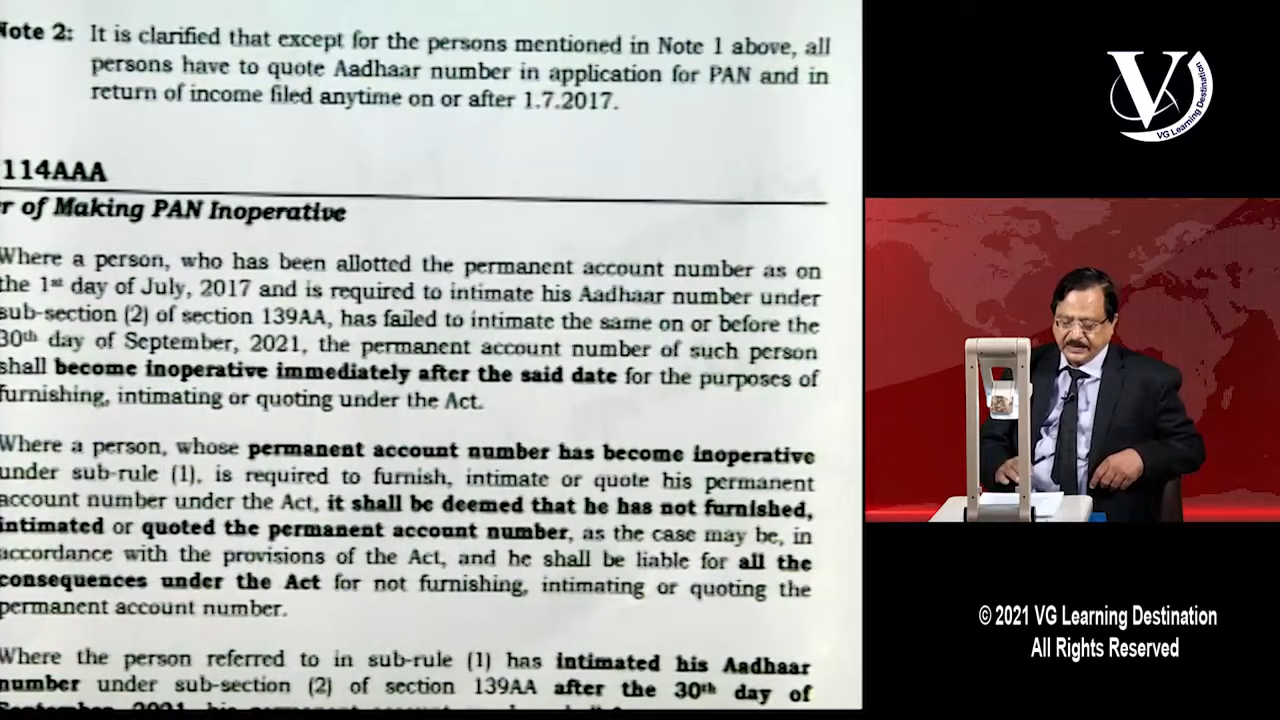 Note 2: It is clarified that except for the persons mentioned in Note 1 above, all
persons have to quote Aadhaar number in application for PAN and in
return of income filed anytime on or after 1.7.2017.
114AAA
r of Making PAN Inoperative
Where a person, who has been allotted the permanent account number as on
the 1st day of July, 2017 and is required to intimate his Aadhaar number under
sub-section (2) of section 139AA, has failed to intimate the same on or before the
30th day of September, 2021, the permanent account number of such person
shall become inoperative immediately after the said date for the purposes of
furnishing, intimating or quoting under the Act.
Where a person, whose permanent account number has become inoperative
under sub-rule (1), is required to furnish, intimate or quote his permanent
account number under the Act, it shall be deemed that he has not furnished,
intimated or quoted the permanent account number, as the case may be, in
accordance with the provisions of the Act, and he shall be liable for all the
consequences under the Act for not furnishing, intimating or quoting the
permanent account number.
Where the person referred to in sub-rule (1) has intimated his Aadhaar
number under sub-section (2) of section 139AA after the 30th day of
V
VG Learning Destination
© 2021 VG Learning Destination
All Rights Reserved